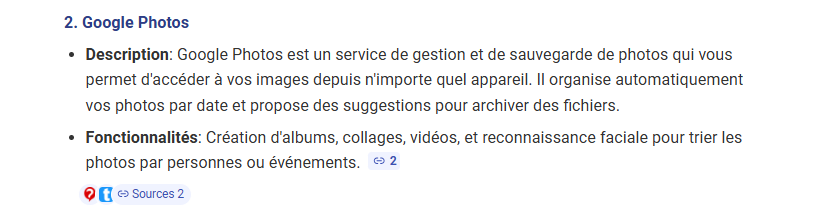 2. Google Photos
• Description: Google Photos est un service de gestion et de sauvegarde de photos qui vous
permet d'accéder à vos images depuis n'importe quel appareil. Il organise automatiquement
vos photos par date et propose des suggestions pour archiver des fichiers.
• Fonctionnalités: Création d'albums, collages, vidéos, et reconnaissance faciale pour trier les
photos par personnes ou événements. 2
? t Sources 2